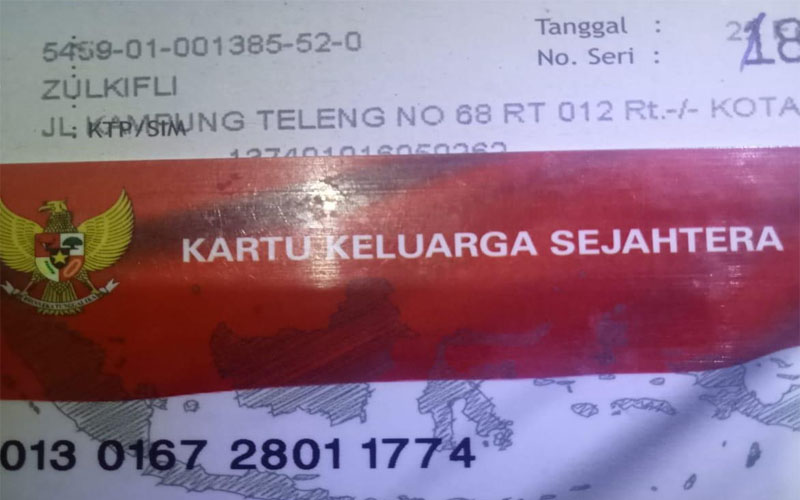 Tanggal :
No. Seri :
5459-01-001385-52-0
ZULKIFLI
JL KAMPUNG TELENG NO 68 RT 012 Rt.-/- KOTA
: KTP/SIM
KARTU KELUARGA SEJAHTERA
013 0167 2801 1774